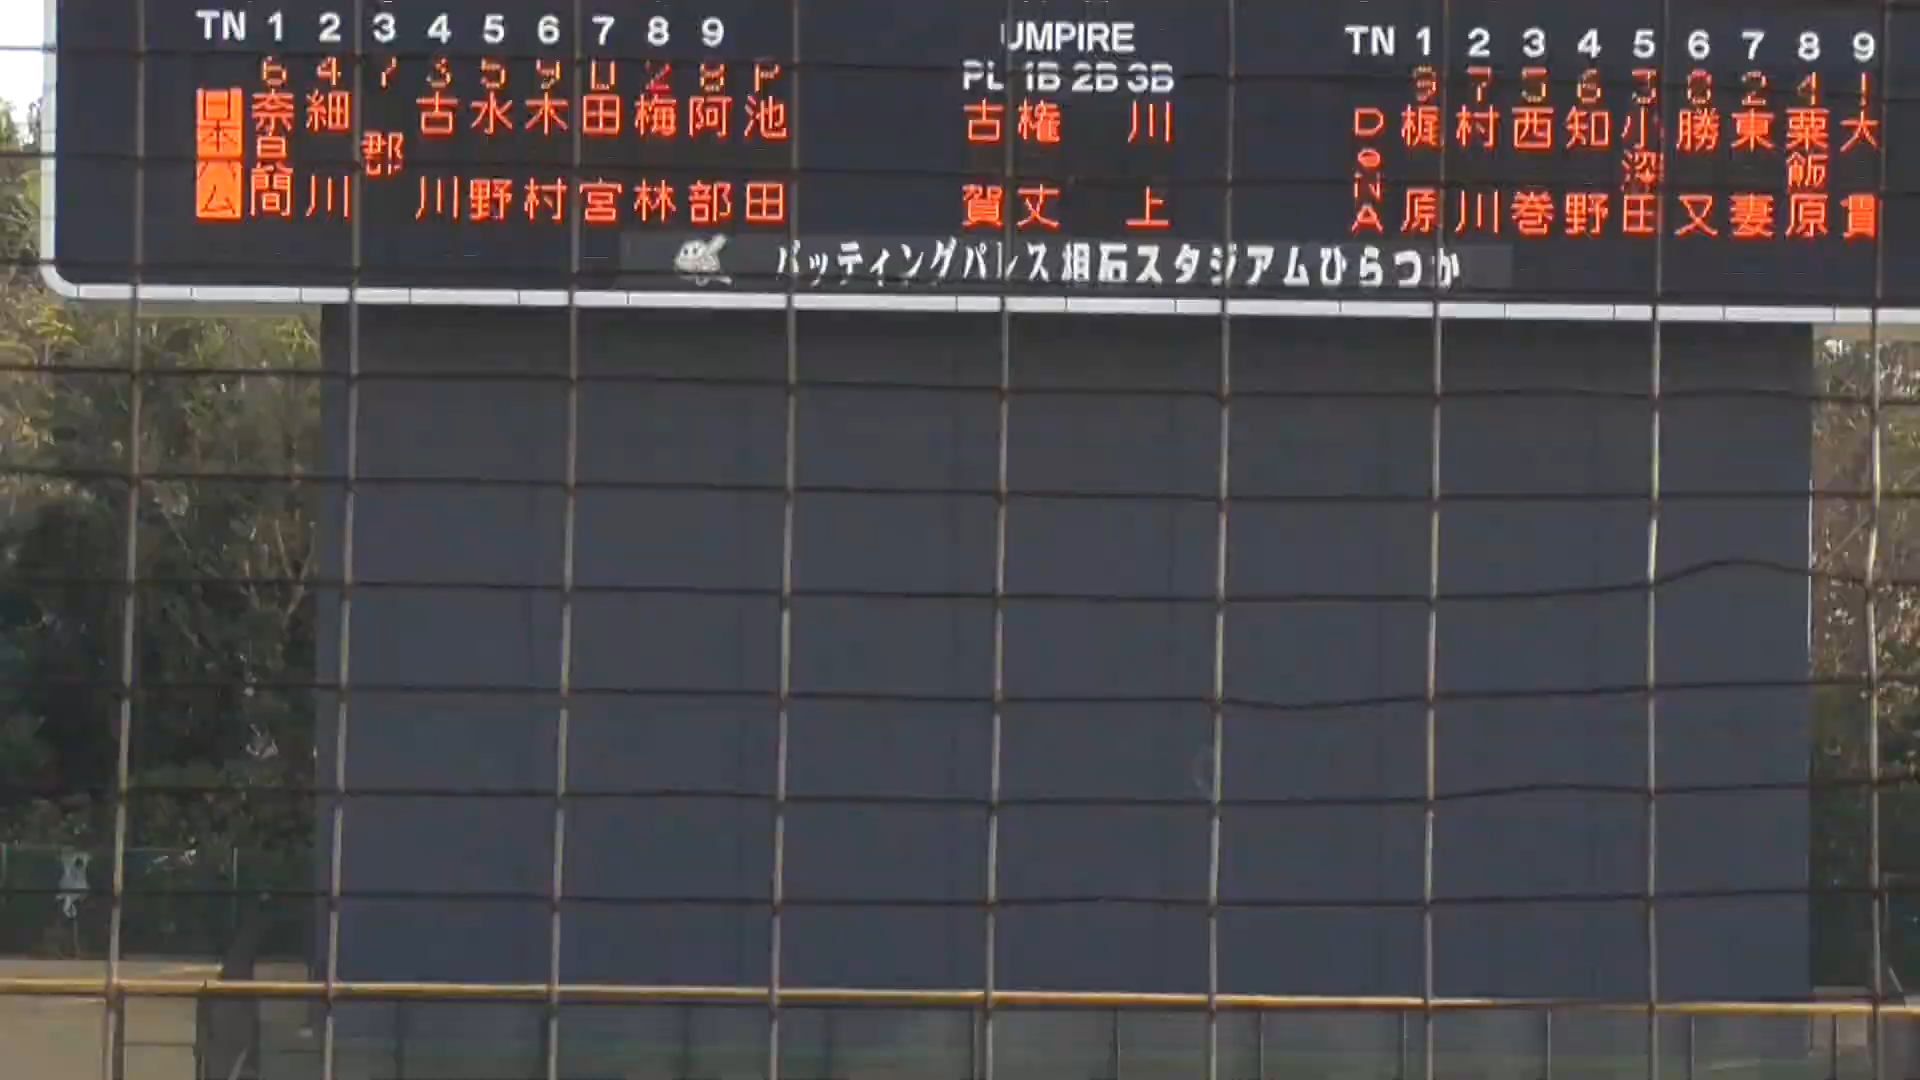 TN 1 2 3 4 5 6 7 8 9
6 4 7 3 5 9 D 2 8 P
日本ハム 奈良間 細川 郡 古川 水野 木村 田宮 梅林 阿部 池田
UMPIRE
PL 1B 2B 3B
古賀 権丈 川上
TN 1 2 3 4 5 6 7 8 9
9 7 5 6 3 8 2 4 1
DeNA 梶原 村川 西巻 知野 小深田 勝又 東妻 粟飯原 大貫
バッティングパレス相石スタジアムひらつか